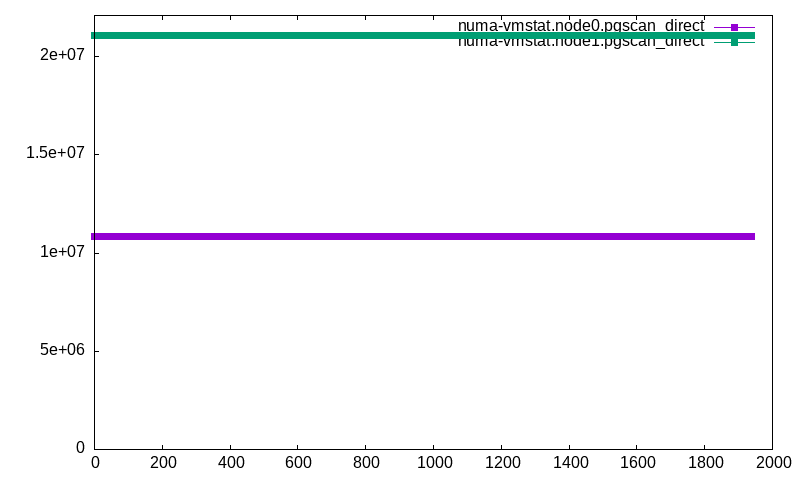 numa-vmstat.node0.pgscan_direct
numa-vmstat.node1.pgscan_direct
2e+07
1.5e+07
1e+07
5e+06
0
0 200 400 600 800 1000 1200 1400 1600 1800 2000